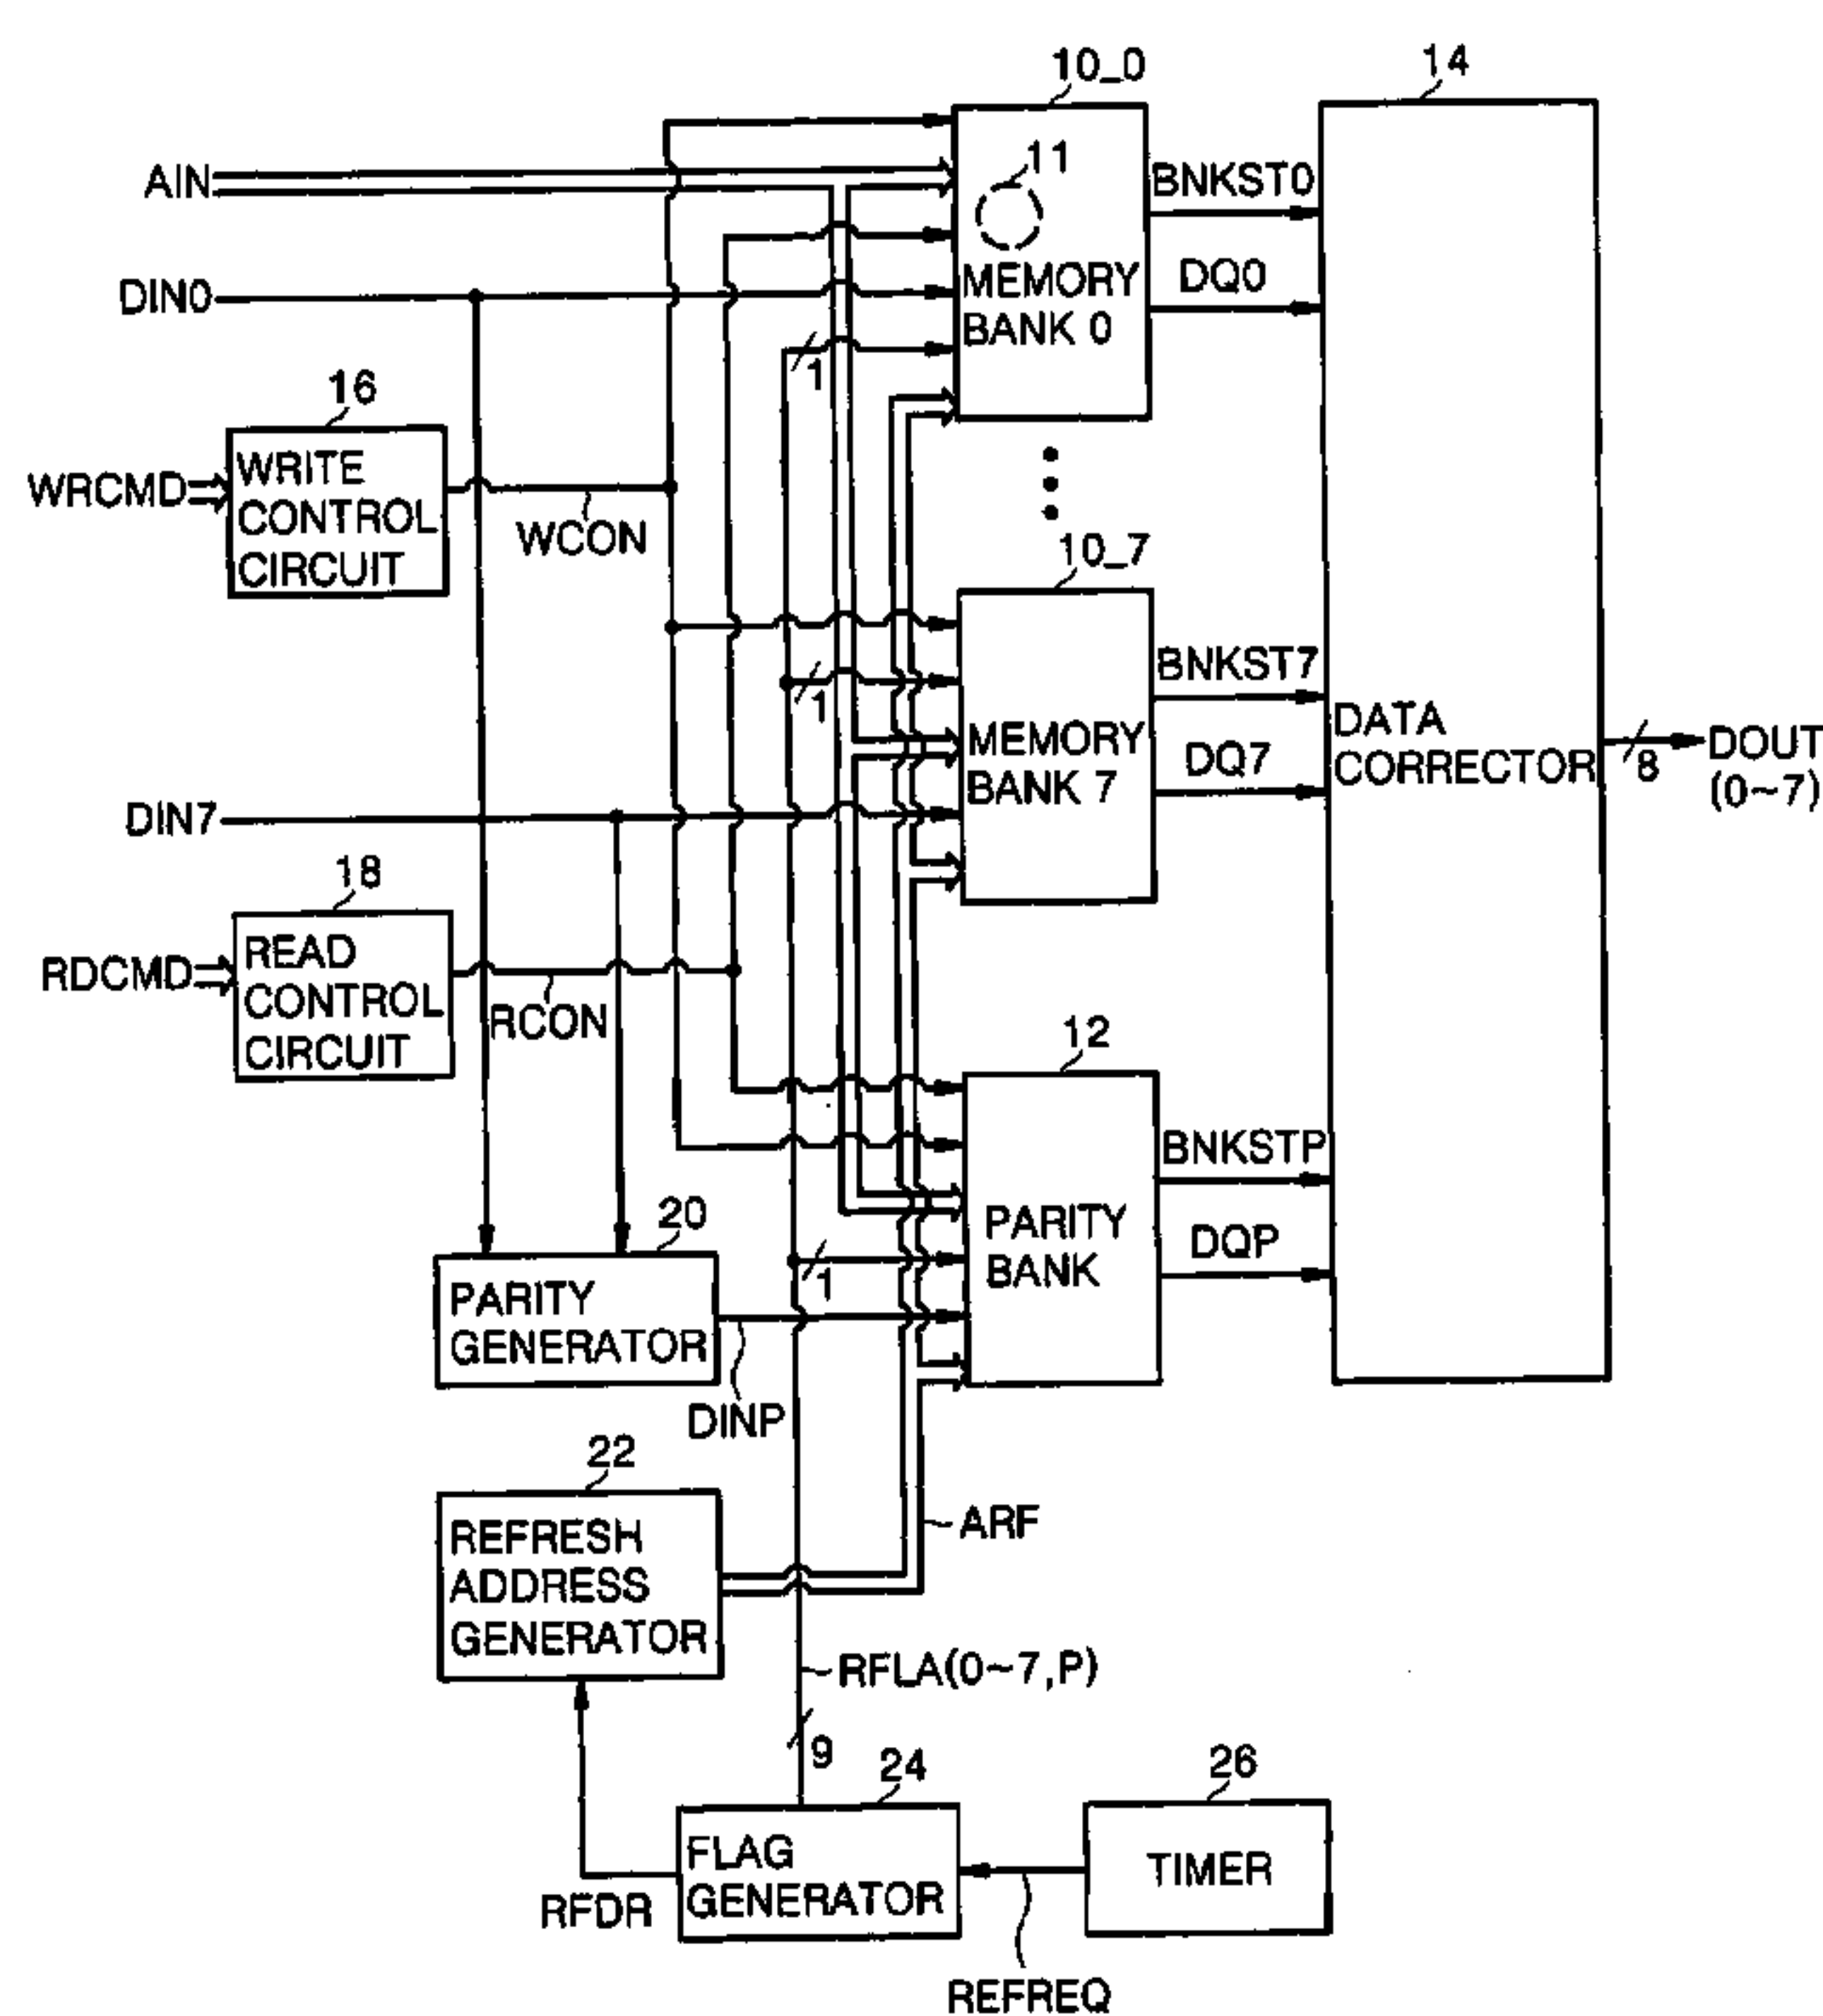 10_0
14
AIN
11
BNKST0
DIN0
MEMORY
BANK 0
DQ0
1
16
WRCMD
WRITE
CONTROL
CIRCUIT
WCON
10_7
1
BNKST7
MEMORY
BANK 7
DQ7
DATA
CORRECTOR
8
DOUT
(0~7)
DIN7
18
RDCMD
READ
CONTROL
CIRCUIT
RCON
12
BNKSTP
PARITY
BANK
DQP
1
20
PARITY
GENERATOR
DINP
22
REFRESH
ADDRESS
GENERATOR
ARF
RFLA(0~7,P)
9
24
26
FLAG
GENERATOR
TIMER
RFDR
REFREQ